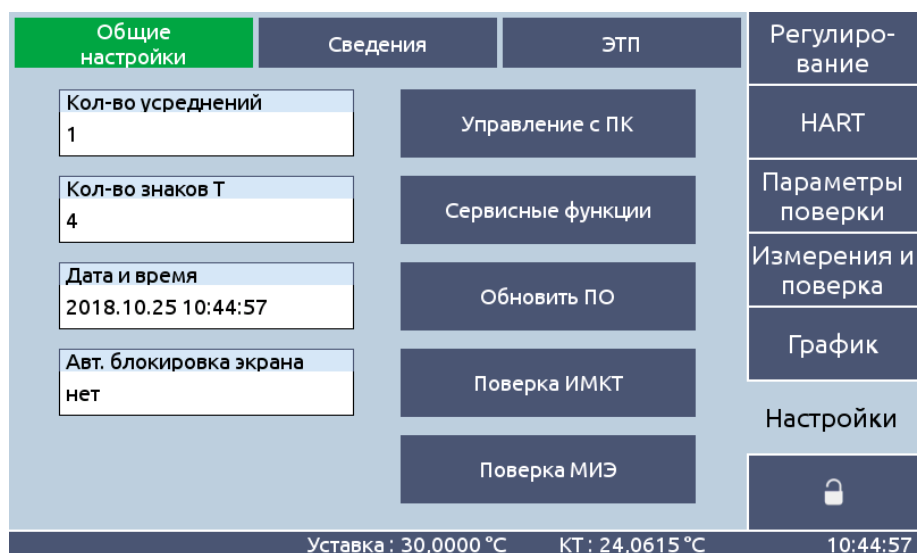 Общие
настройки
Сведения
ЭТП
Кол-во усреднений
1
Кол-во знаков Т
4
Дата и время
2018.10.25 10:44:57
Авт. блокировка экрана
нет
Управление с ПК
Сервисные функции
Обновить ПО
Поверка ИМКТ
Поверка МИЭ
Регулиро-
вание
HART
Параметры
поверки
Измерения и
поверка
График
Настройки
Уставка : 30,0000 °C КТ : 24,0615 °C 10:44:57